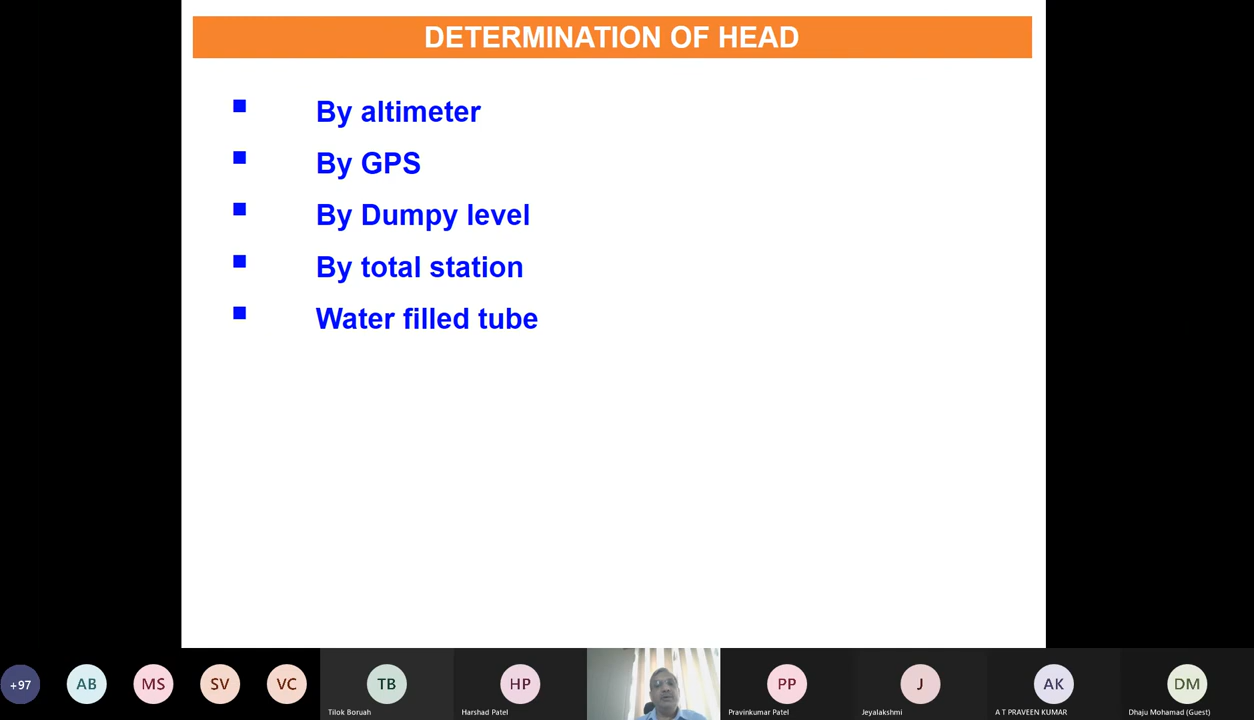 DETERMINATION OF HEAD
By altimeter
By GPS
By Dumpy level
By total station
Water filled tube
+97
AB
MS
SV
VC
TB
HP
PP
J
AK
DM
Tilok Boruah
Harshad Patel
Pravinkumar Patel
Jeyalakshmi
A T PRAVEEN KUMAR
Dhaju Mohamad (Guest)